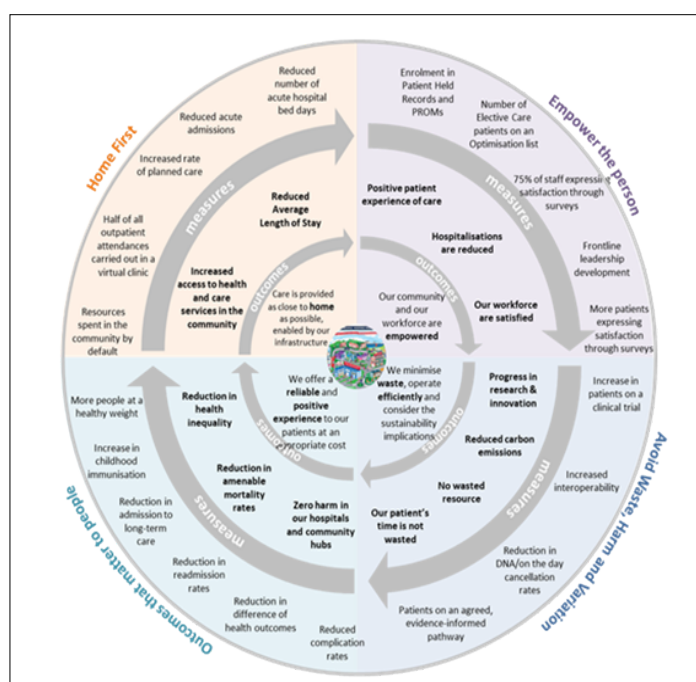 Home First
Reduced
number of
acute hospital
bed days
Reduced acute
admissions
Increased rate
of planned care
Half of all
outpatient
attendances
carried out in a
virtual clinic
Resources
spent in the
community by
default
measures
Reduced
Average
Length of Stay
Increased
access to health
and care
services in the
community
outcomes
Care is provided
as close to home
as possible,
enabled by our
infrastructure
Empower the person
Enrolment in
Patient Held
Records and
PROMs
Number of
Elective Care
patients on an
Optimisation list
75% of staff expressing
satisfaction through
surveys
Frontline
leadership
development
More patients
expressing
satisfaction
through surveys
measures
Positive patient
experience of care
Hospitalisations
are reduced
Our workforce
are satisfied
outcomes
Our community
and our
workforce are
empowered
Avoid Waste, Harm and Variation
Increase in
patients on a
clinical trial
Increased
interoperability
Reduction in
DNA/on the day
cancellation
rates
Patients on an agreed,
evidence-informed
pathway
measures
Progress in
research &
innovation
Reduced carbon
emissions
No wasted
resource
Our patient's
time is not
wasted
outcomes
We minimise
waste, operate
efficiently and
consider the
sustainability
implications
Outcomes that matter to people
More people at a
healthy weight
Increase in
childhood
immunisation
Reduction in
admission to
long-term
care
Reduction in
readmission
rates
Reduction in
difference of
health outcomes
Reduced
complication
rates
measures
Reduction in
health
inequality
Reduction in
amenable
mortality
rates
Zero harm in
our hospitals
and community
hubs
outcomes
We offer a
reliable and
positive
experience to our
patients at an
appropriate cost